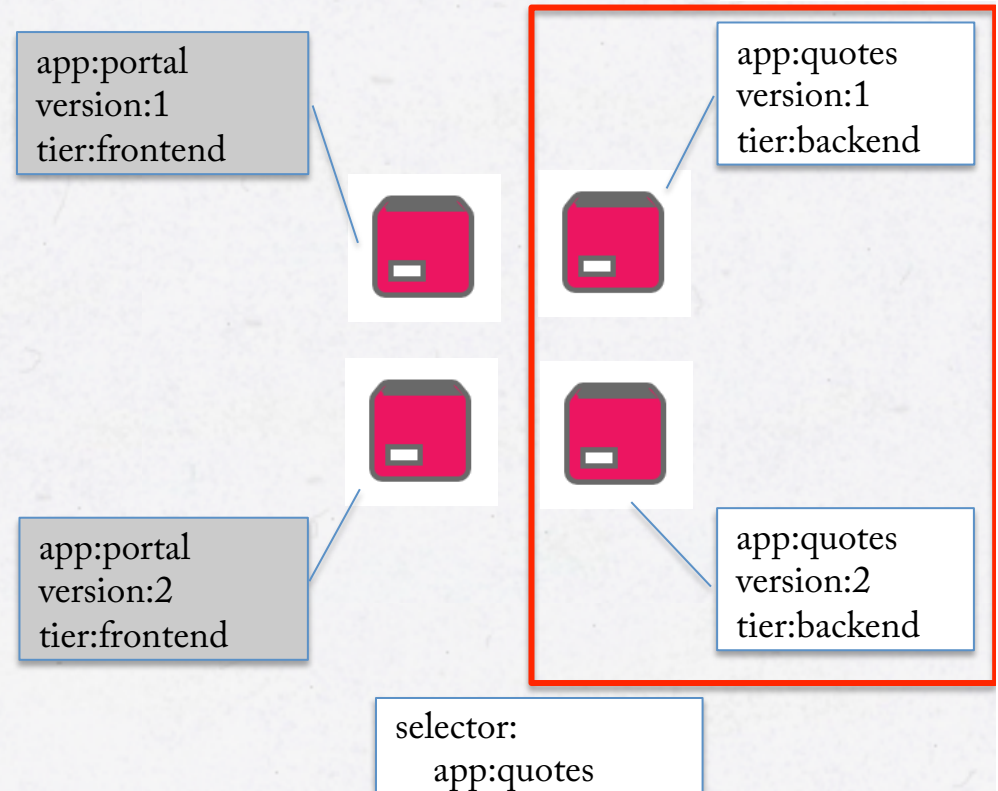 app:portal
version:1
tier:frontend
app:quotes
version:1
tier:backend
app:portal
version:2
tier:frontend
app:quotes
version:2
tier:backend
selector:
app:quotes